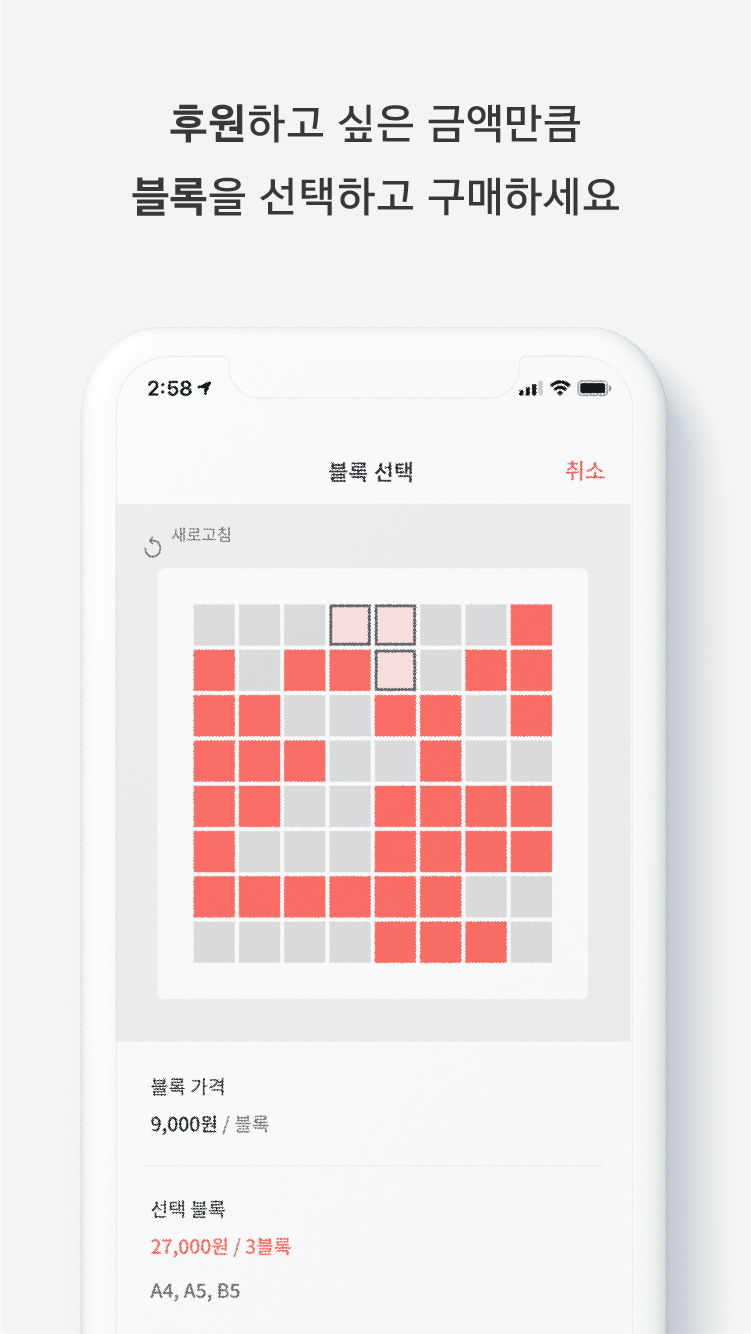 후원하고 싶은 금액만큼
블록을 선택하고 구매하세요
2:58
블록 선택
취소
새로고침
블록 가격
9,000원 / 블록
선택 블록
27,000원 / 3블록
A4, A5, B5